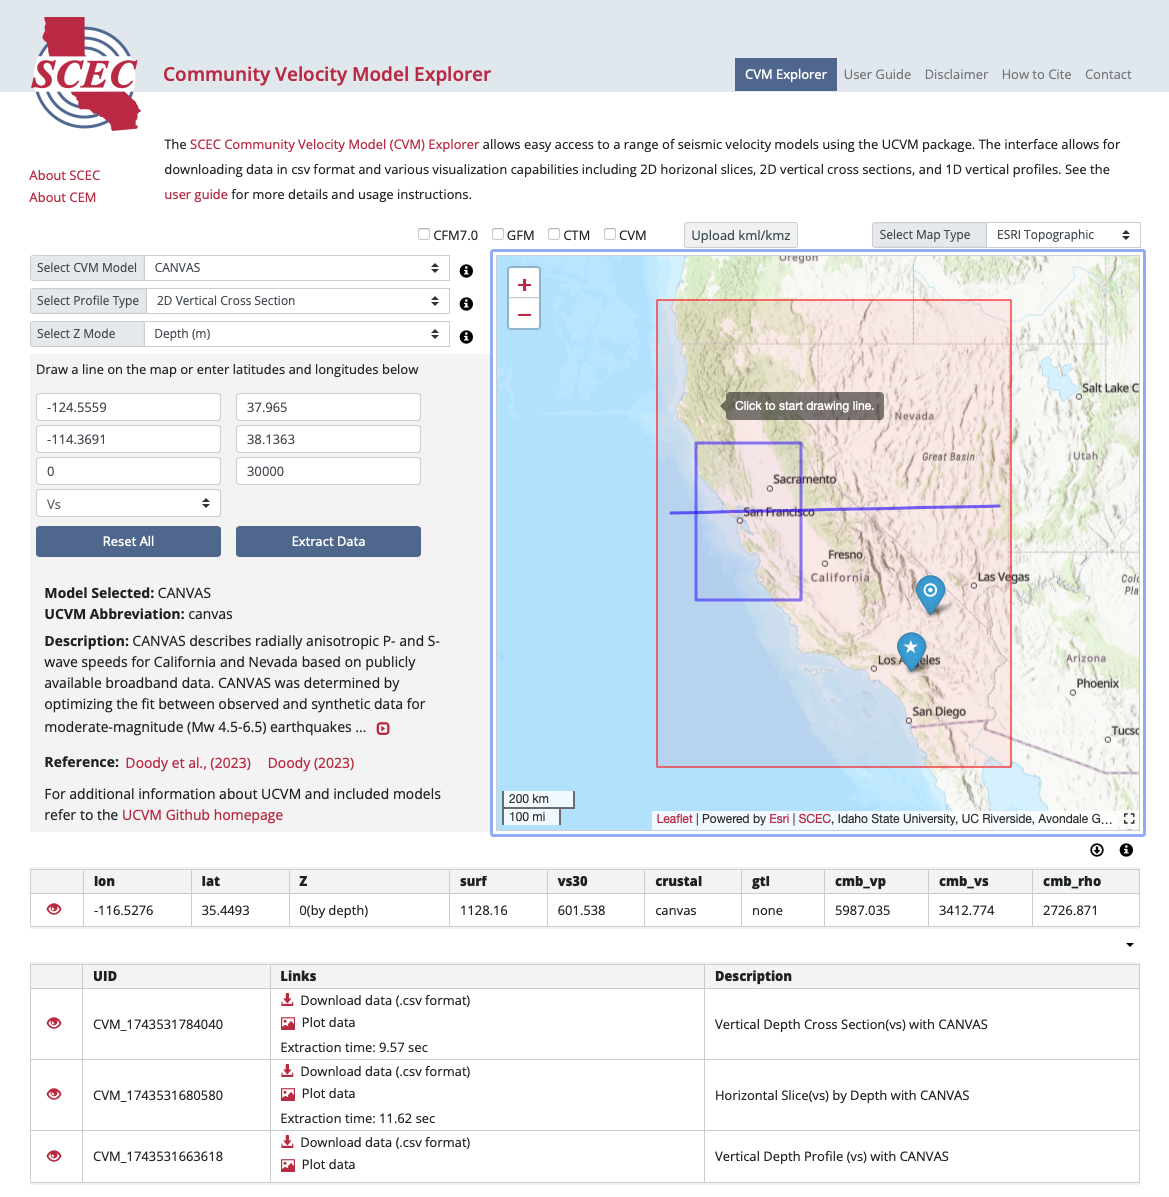 SCEC
Community Velocity Model Explorer
CVM Explorer User Guide Disclaimer How to Cite Contact
About SCEC
About CEM
The SCEC Community Velocity Model (CVM) Explorer allows easy access to a range of seismic velocity models using the UCVM package. The interface allows for
downloading data in csv format and various visualization capabilities including 2D horizonal slices, 2D vertical cross sections, and 1D vertical profiles. See the
user guide for more details and usage instructions.
CFM7.0 GFM CTM CVM Upload kml/kmz Select Map Type ESRI Topographic
Select CVM Model CANVAS
Select Profile Type 2D Vertical Cross Section
Select Z Mode Depth (m)
Draw a line on the map or enter latitudes and longitudes below
-124.5559 37.965
-114.3691 38.1363
0 30000
Vs
Reset All Extract Data
Model Selected: CANVAS
UCVM Abbreviation: canvas
Description: CANVAS describes radially anisotropic P- and S-
wave speeds for California and Nevada based on publicly
available broadband data. CANVAS was determined by
optimizing the fit between observed and synthetic data for
moderate-magnitude (Mw 4.5-6.5) earthquakes ...
Reference: Doody et al., (2023) Doody (2023)
For additional information about UCVM and included models
refer to the UCVM Github homepage
+
−
Oregon
Salt Lake C
Click to start drawing line.
Nevada
Great Basin
Utah
Sacramento
San Francisco
Fresno
California
Las Vegas
Colo
Pla
Los Angeles
Arizona
Phoenix
San Diego
Tucso
200 km
100 mi
Leaflet | Powered by Esri | SCEC, Idaho State University, UC Riverside, Avondale G...
lon lat Z surf vs30 crustal gtl cmb_vp cmb_vs cmb_rho
-116.5276 35.4493 0(by depth) 1128.16 601.538 canvas none 5987.035 3412.774 2726.871
UID Links Description
CVM_1743531784040 Download data (.csv format)
Plot data
Extraction time: 9.57 sec
Vertical Depth Cross Section(vs) with CANVAS
CVM_1743531680580 Download data (.csv format)
Plot data
Extraction time: 11.62 sec
Horizontal Slice(vs) by Depth with CANVAS
CVM_1743531663618 Download data (.csv format)
Plot data
Vertical Depth Profile (vs) with CANVAS